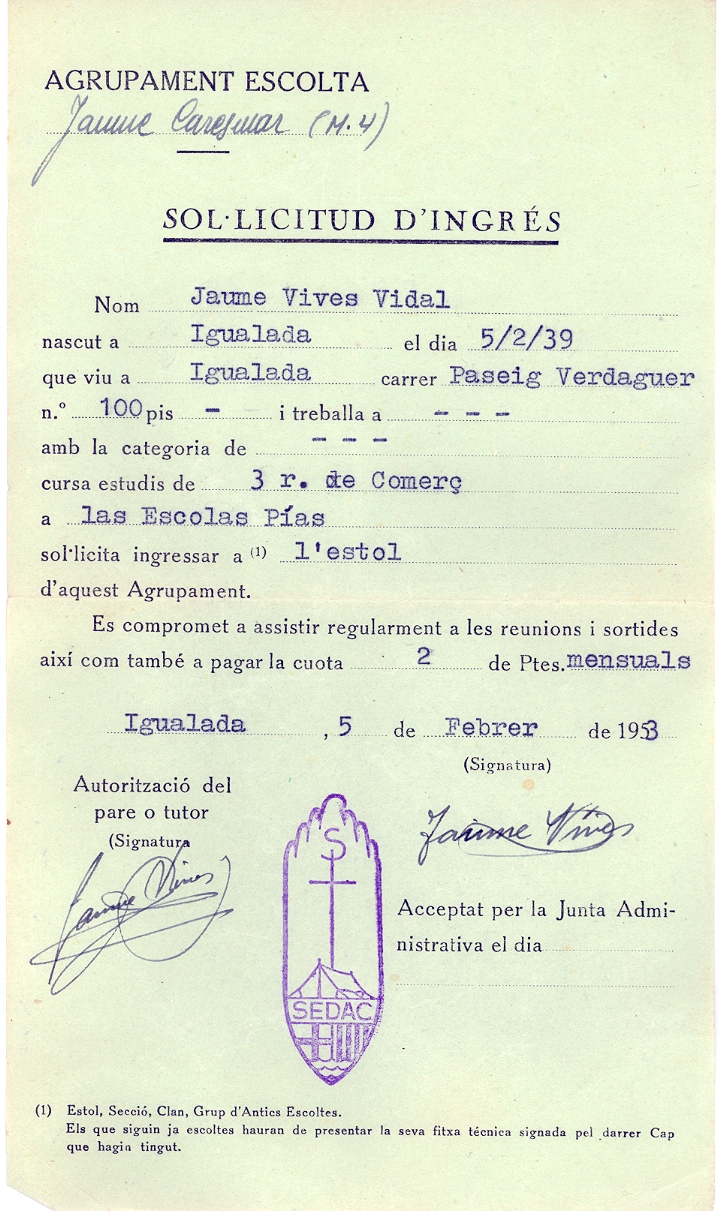 AGRUPAMENT ESCOLTA
Jaume Caresmar (M.4)
SOL·LICITUD D'INGRÉS
Nom Jaume Vives Vidal
nascut a Igualada el dia 5/2/39
que viu a Igualada carrer Paseig Verdaguer
n.º 100 pis - i treballa a - - -
amb la categoria de - - -
cursa estudis de 3 r. de Comerç
a las Escolas Pías
sol·licita ingressar a (1) l'estol
d'aquest Agrupament.
Es compromet a assistir regularment a les reunions i sortides
així com també a pagar la cuota 2 de Ptes. mensuals
Igualada , 5 de Febrer de 1953
(Signatura)
Autorització del
pare o tutor
(Signatura
Jaume Vives
Jaume Vives
S
SEDAC
Acceptat per la Junta Admi-
nistrativa el dia
(1) Estol, Secció, Clan, Grup d'Antics Escoltes.
Els que siguin ja escoltes hauran de presentar la seva fitxa técnica signada pel darrer Cap
que hagin tingut.